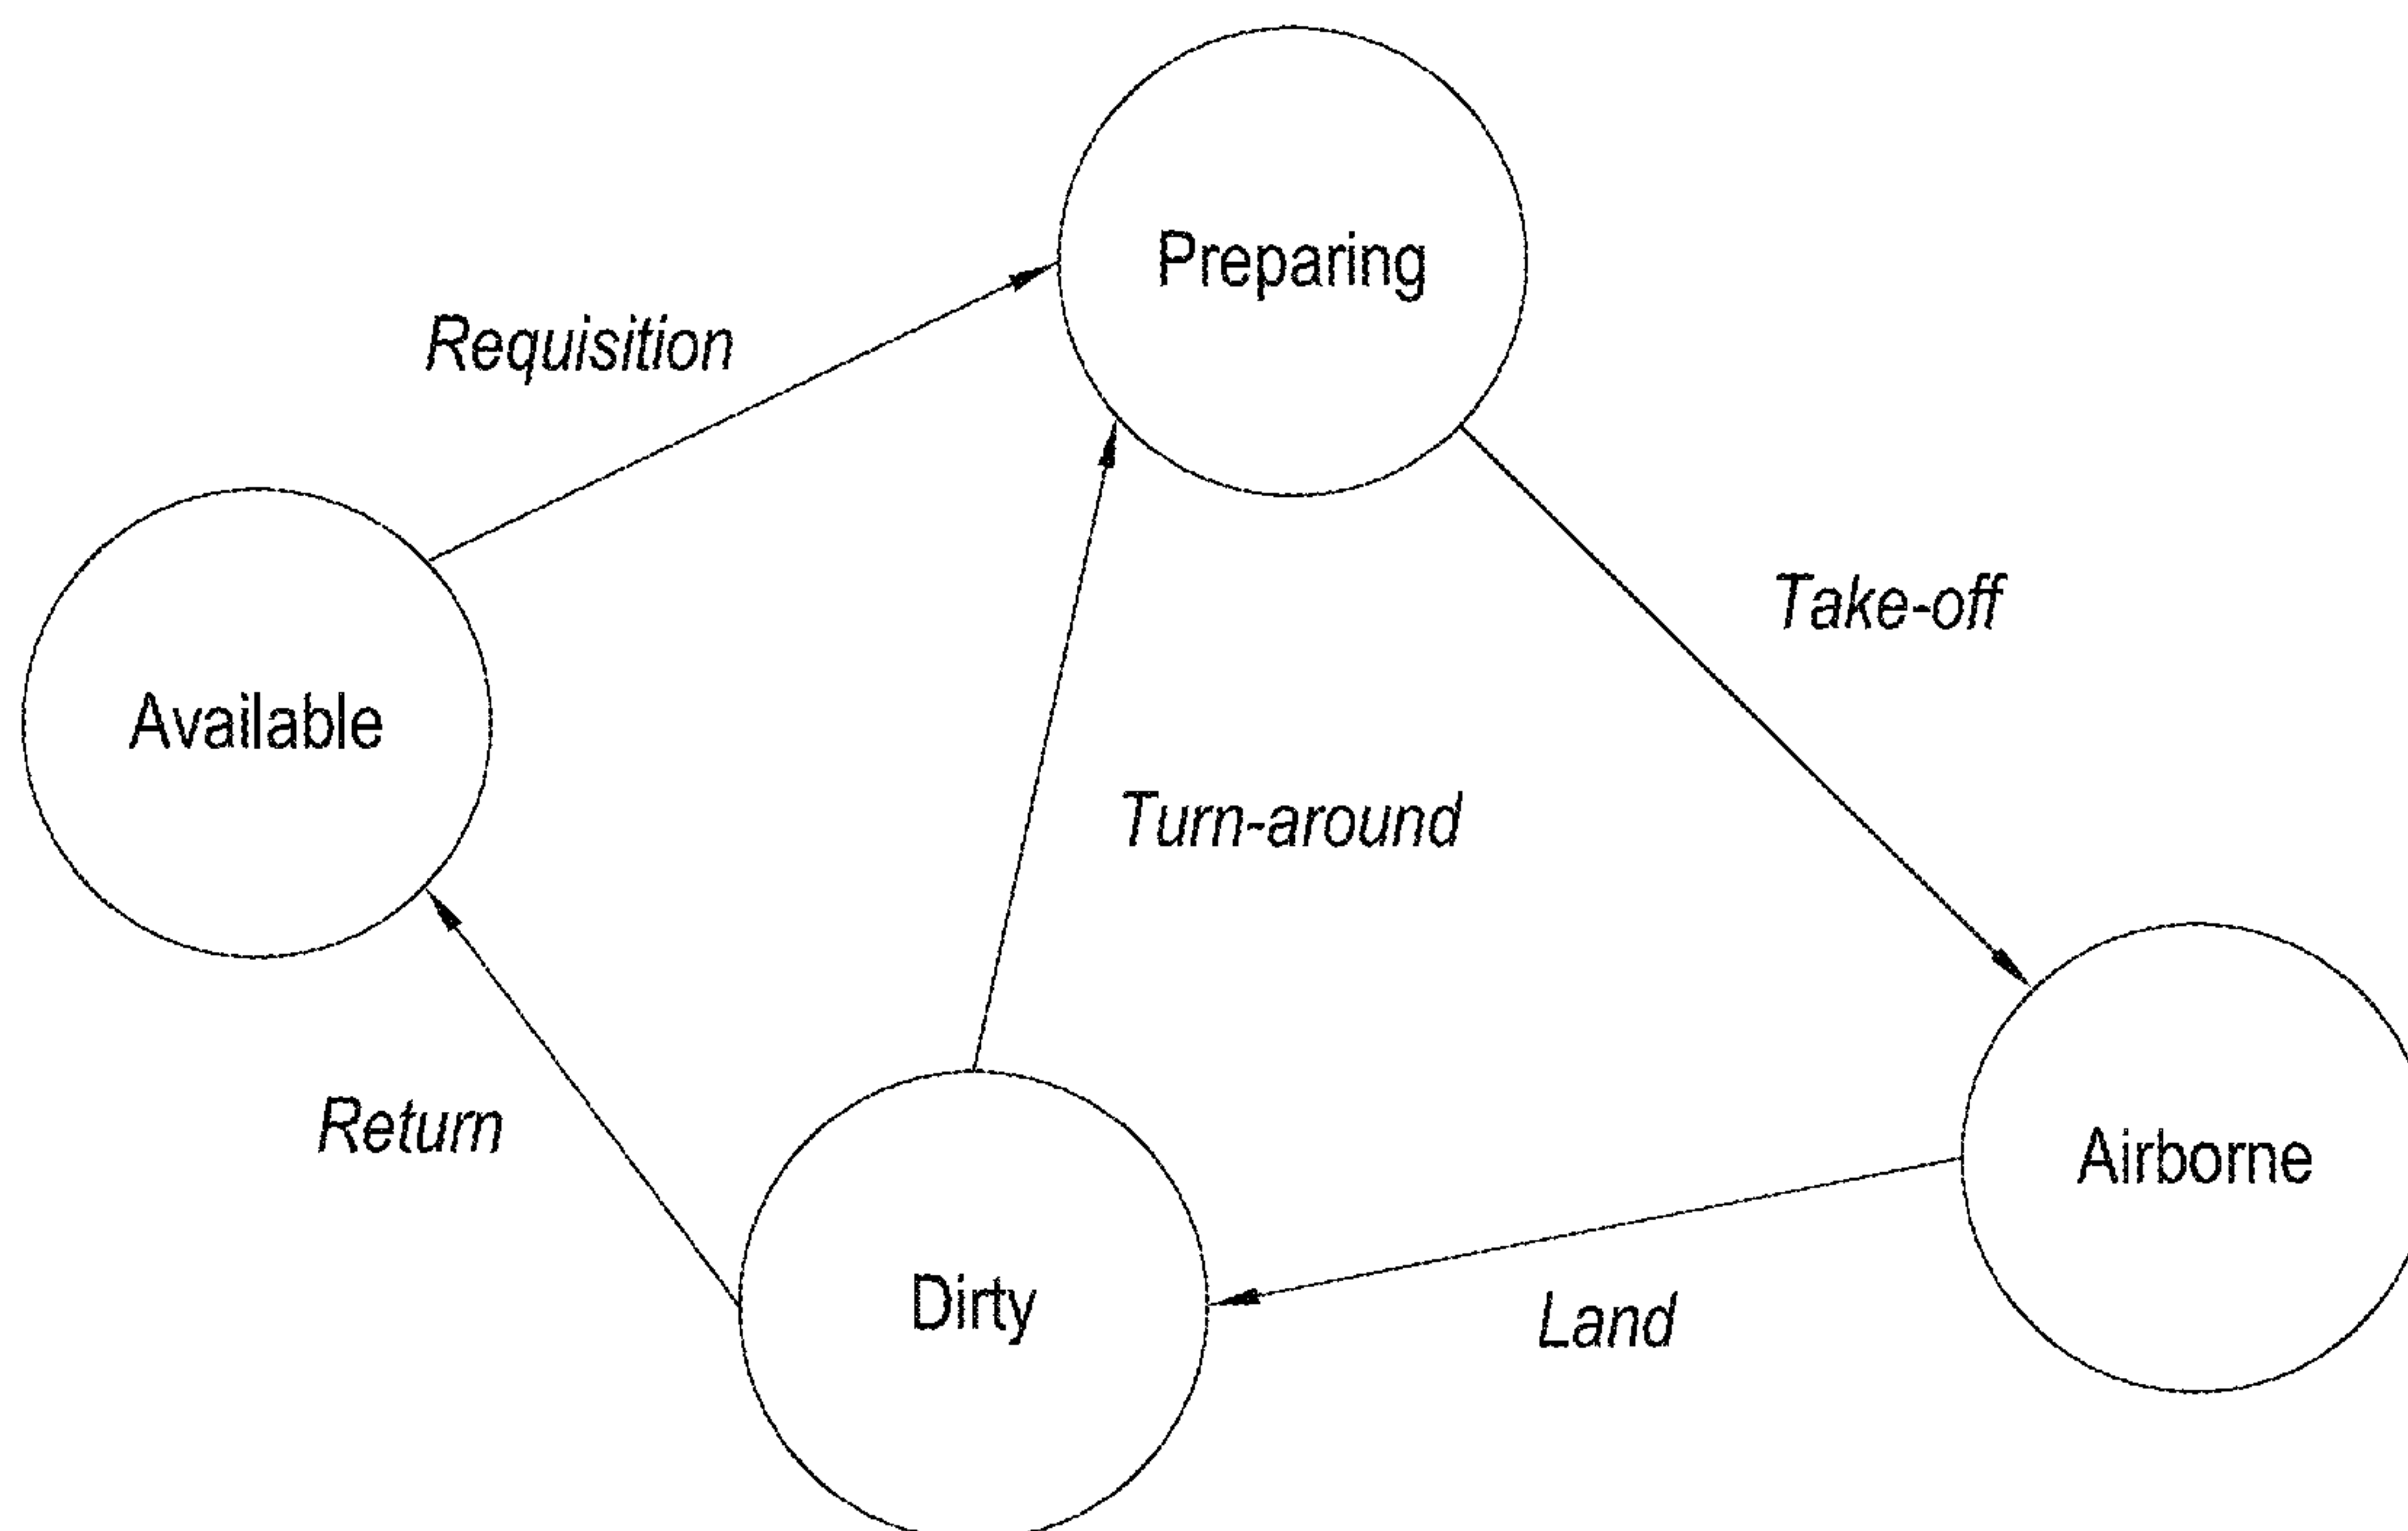 Preparing
Requisition
Take-off
Available
Turn-around
Return
Airborne
Dirty
Land